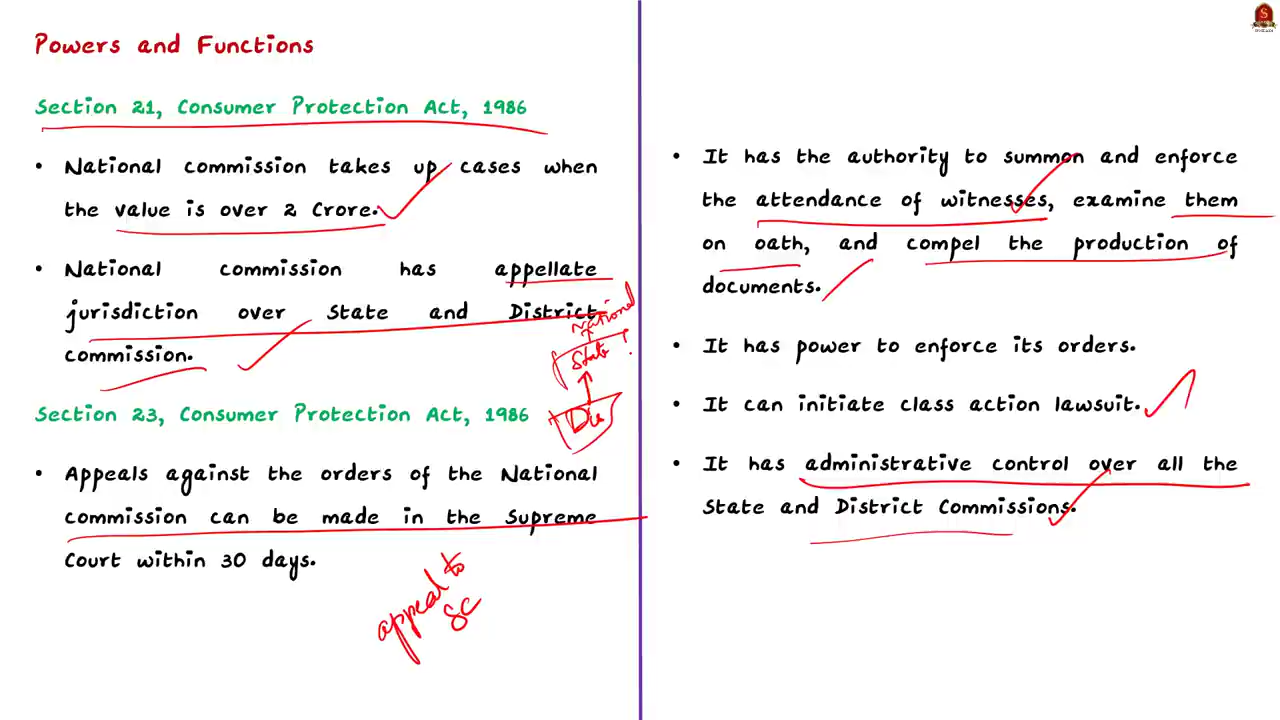 Powers and Functions
Section 21, Consumer Protection Act, 1986
• National commission takes up cases when
the value is over 2 Crore.
• National commission has appellate
jurisdiction over State and District
commission.
National
State
Section 23, Consumer Protection Act, 1986
• Appeals against the orders of the National
commission can be made in the Supreme
Court within 30 days.
appeal to
SC
• It has the authority to summon and enforce
the attendance of witnesses, examine them
on oath, and compel the production of
documents.
• It has power to enforce its orders.
• It can initiate class action lawsuit.
• It has administrative control over all the
State and District Commissions.